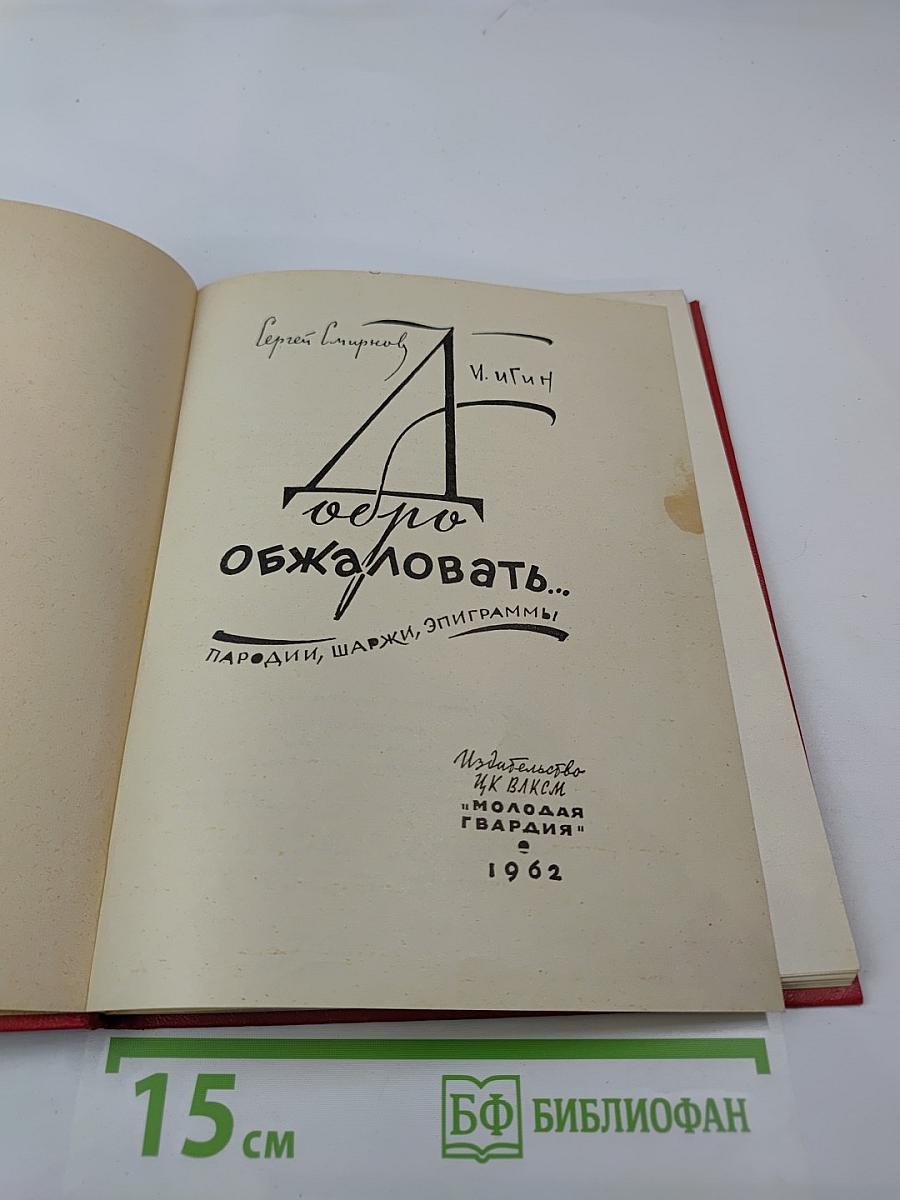 Сергей Смирнов
И. ИГИН
Добро
ОБЖАЛОВАТЬ...
ПАРОДИИ, ШАРЖИ, ЭПИГРАММЫ
Издательство
ЦК ВЛКСМ
"МОЛОДАЯ
ГВАРДИЯ"
1962
15 см
БФ БИБЛИОФАН